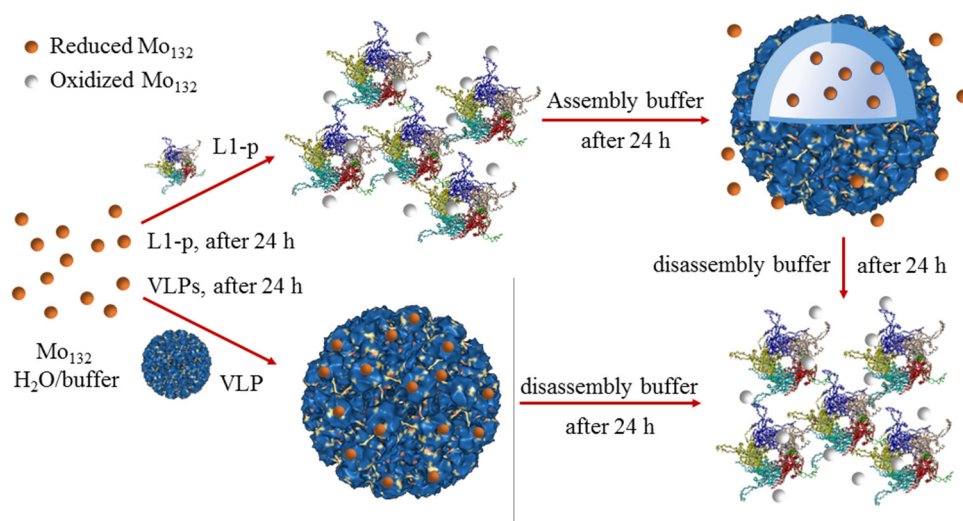 Reduced Mo₁₃₂
Oxidized Mo₁₃₂
L1-p
L1-p, after 24 h
VLPs, after 24 h
Mo₁₃₂
H₂O/buffer
VLP
Assembly buffer
after 24 h
disassembly buffer
after 24 h
disassembly buffer
after 24 h